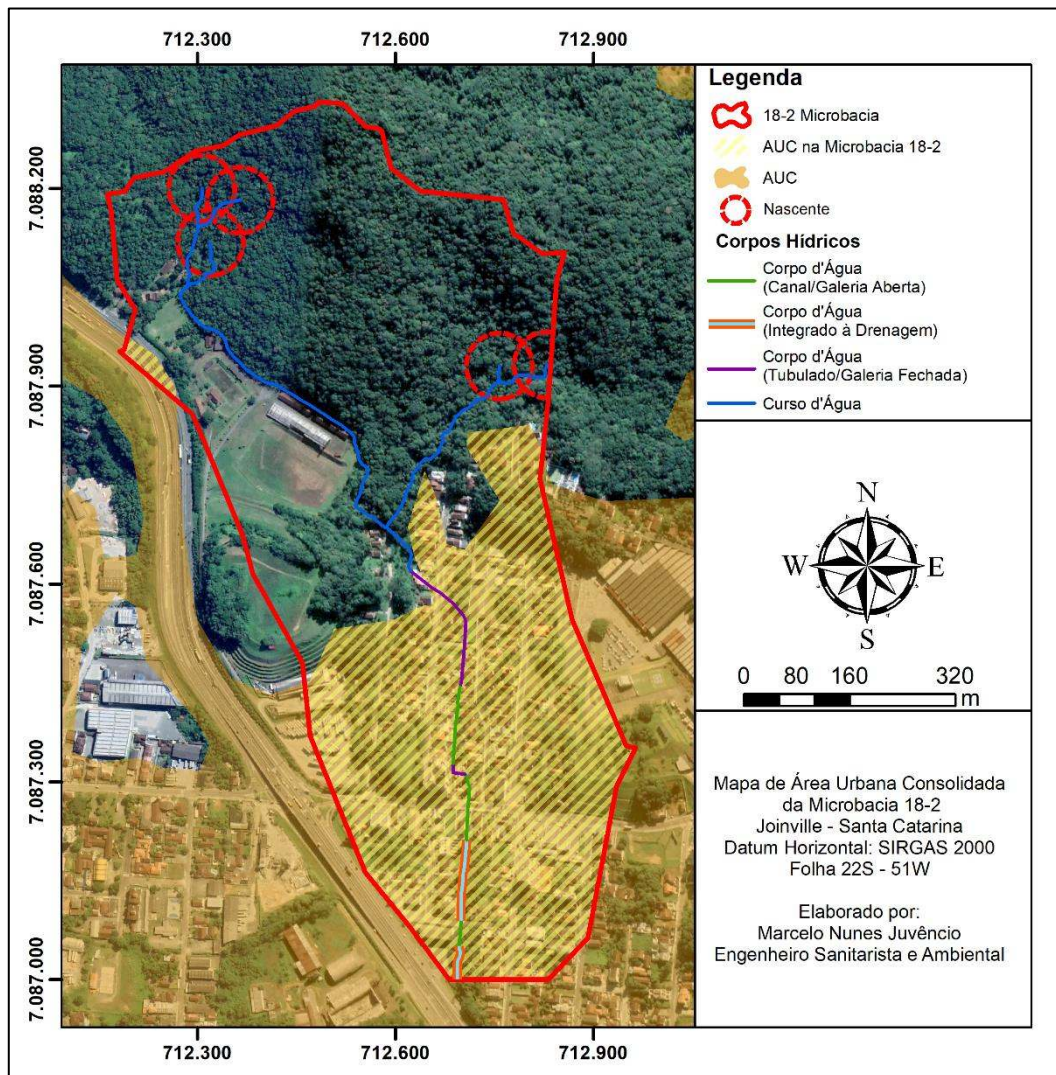 712.300
712.600
712.900
7.088.200
7.087.900
7.087.600
7.087.300
7.087.000
712.300
712.600
712.900
Legenda
18-2 Microbacia
AUC na Microbacia 18-2
AUC
Nascente
Corpos Hídricos
Corpo d'Água
(Canal/Galeria Aberta)
Corpo d'Água
(Integrado à Drenagem)
Corpo d'Água
(Tubulado/Galeria Fechada)
Curso d'Água
N
W
E
S
0 80 160 320
m
Mapa de Área Urbana Consolidada
da Microbacia 18-2
Joinville - Santa Catarina
Datum Horizontal: SIRGAS 2000
Folha 22S - 51W
Elaborado por:
Marcelo Nunes Juvêncio
Engenheiro Sanitarista e Ambiental